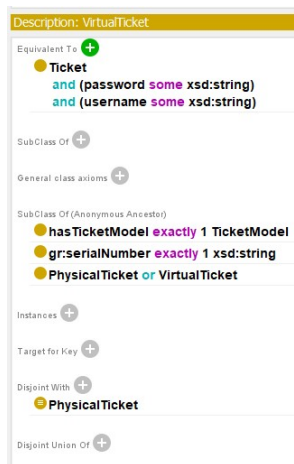 Description: VirtualTicket
Equivalent To
Ticket
and (password some xsd:string)
and (username some xsd:string)
SubClass Of
General class axioms
SubClass Of (Anonymous Ancestor)
hasTicketModel exactly 1 TicketModel
gr:serialNumber exactly 1 xsd:string
PhysicalTicket or VirtualTicket
Instances
Target for Key
Disjoint With
PhysicalTicket
Disjoint Union Of